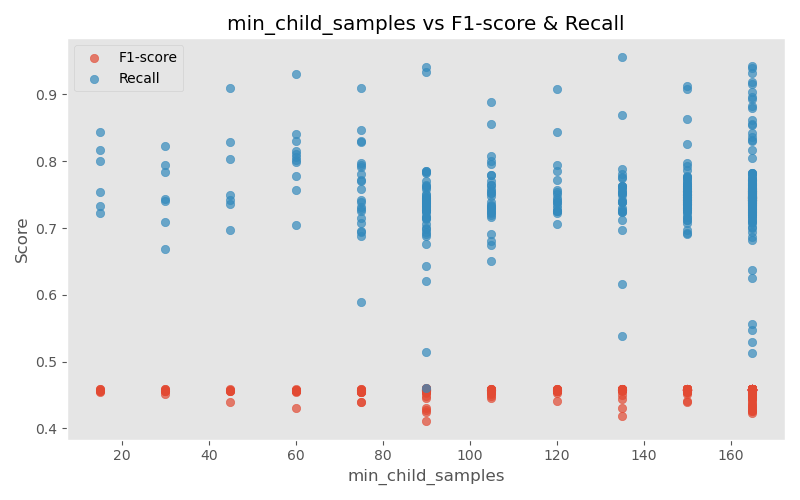 min_child_samples vs F1-score & Recall
F1-score
Recall
Score
0.9
0.8
0.7
0.6
0.5
0.4
20 40 60 80 100 120 140 160
min_child_samples